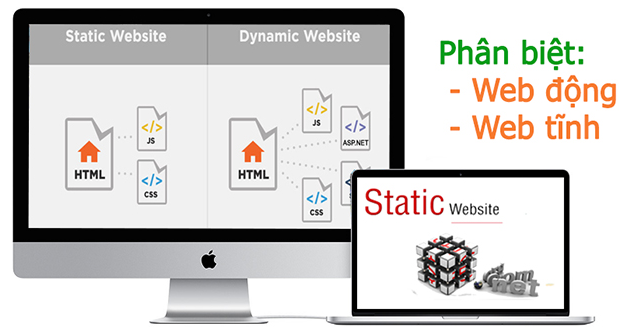 Static Website
Dynamic Website
HTML
</>
JS
</>
CSS
HTML
</>
JS
</>
ASP.NET
</>
CSS
Phân biệt:
- Web động
- Web tĩnh
Static Website
.net